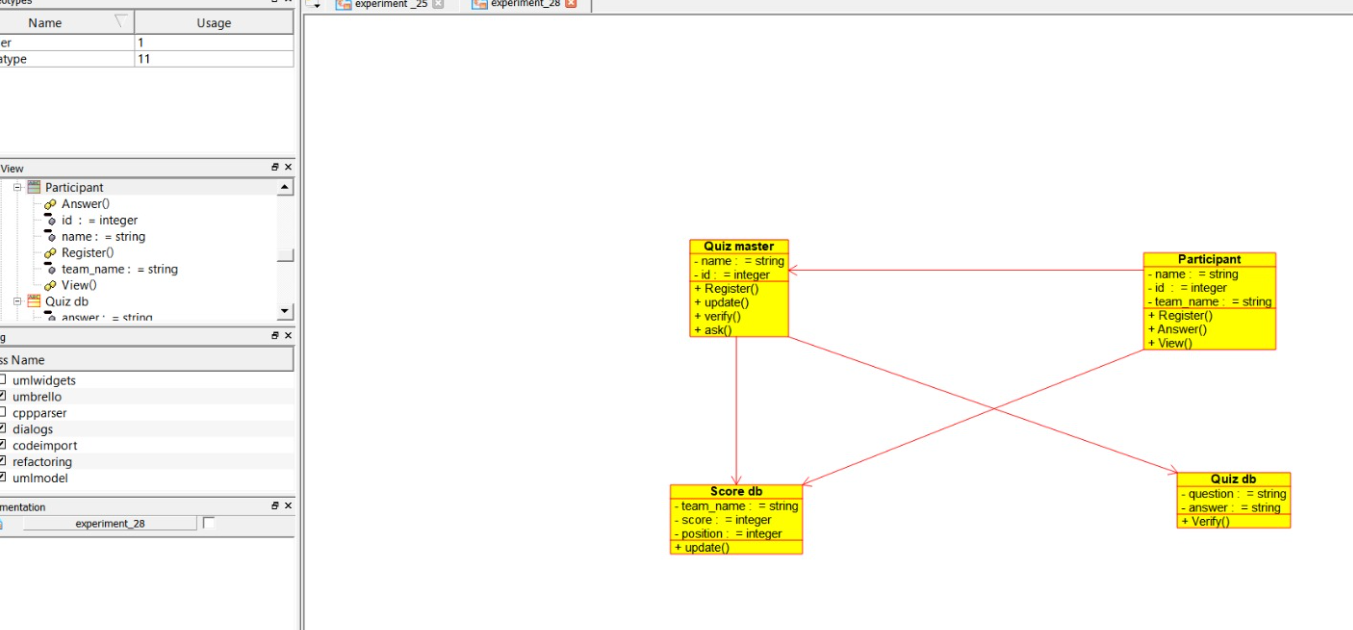 experiment _25
experiment_28
Name Usage
er 1
atype 11
View
Participant
Answer()
id : = integer
name : = string
Register()
team_name : = string
View()
Quiz db
answer : = string
g
ss Name
umlwidgets
umbrello
cppparser
dialogs
codeimport
refactoring
umlmodel
mentation
experiment_28
Quiz master
- name : = string
- id : = integer
+ Register()
+ update()
+ verify()
+ ask()
Participant
- name : = string
- id : = integer
- team_name : = string
+ Register()
+ Answer()
+ View()
Score db
- team_name : = string
- score : = integer
- position : = integer
+ update()
Quiz db
- question : = string
- answer : = string
+ Verify()